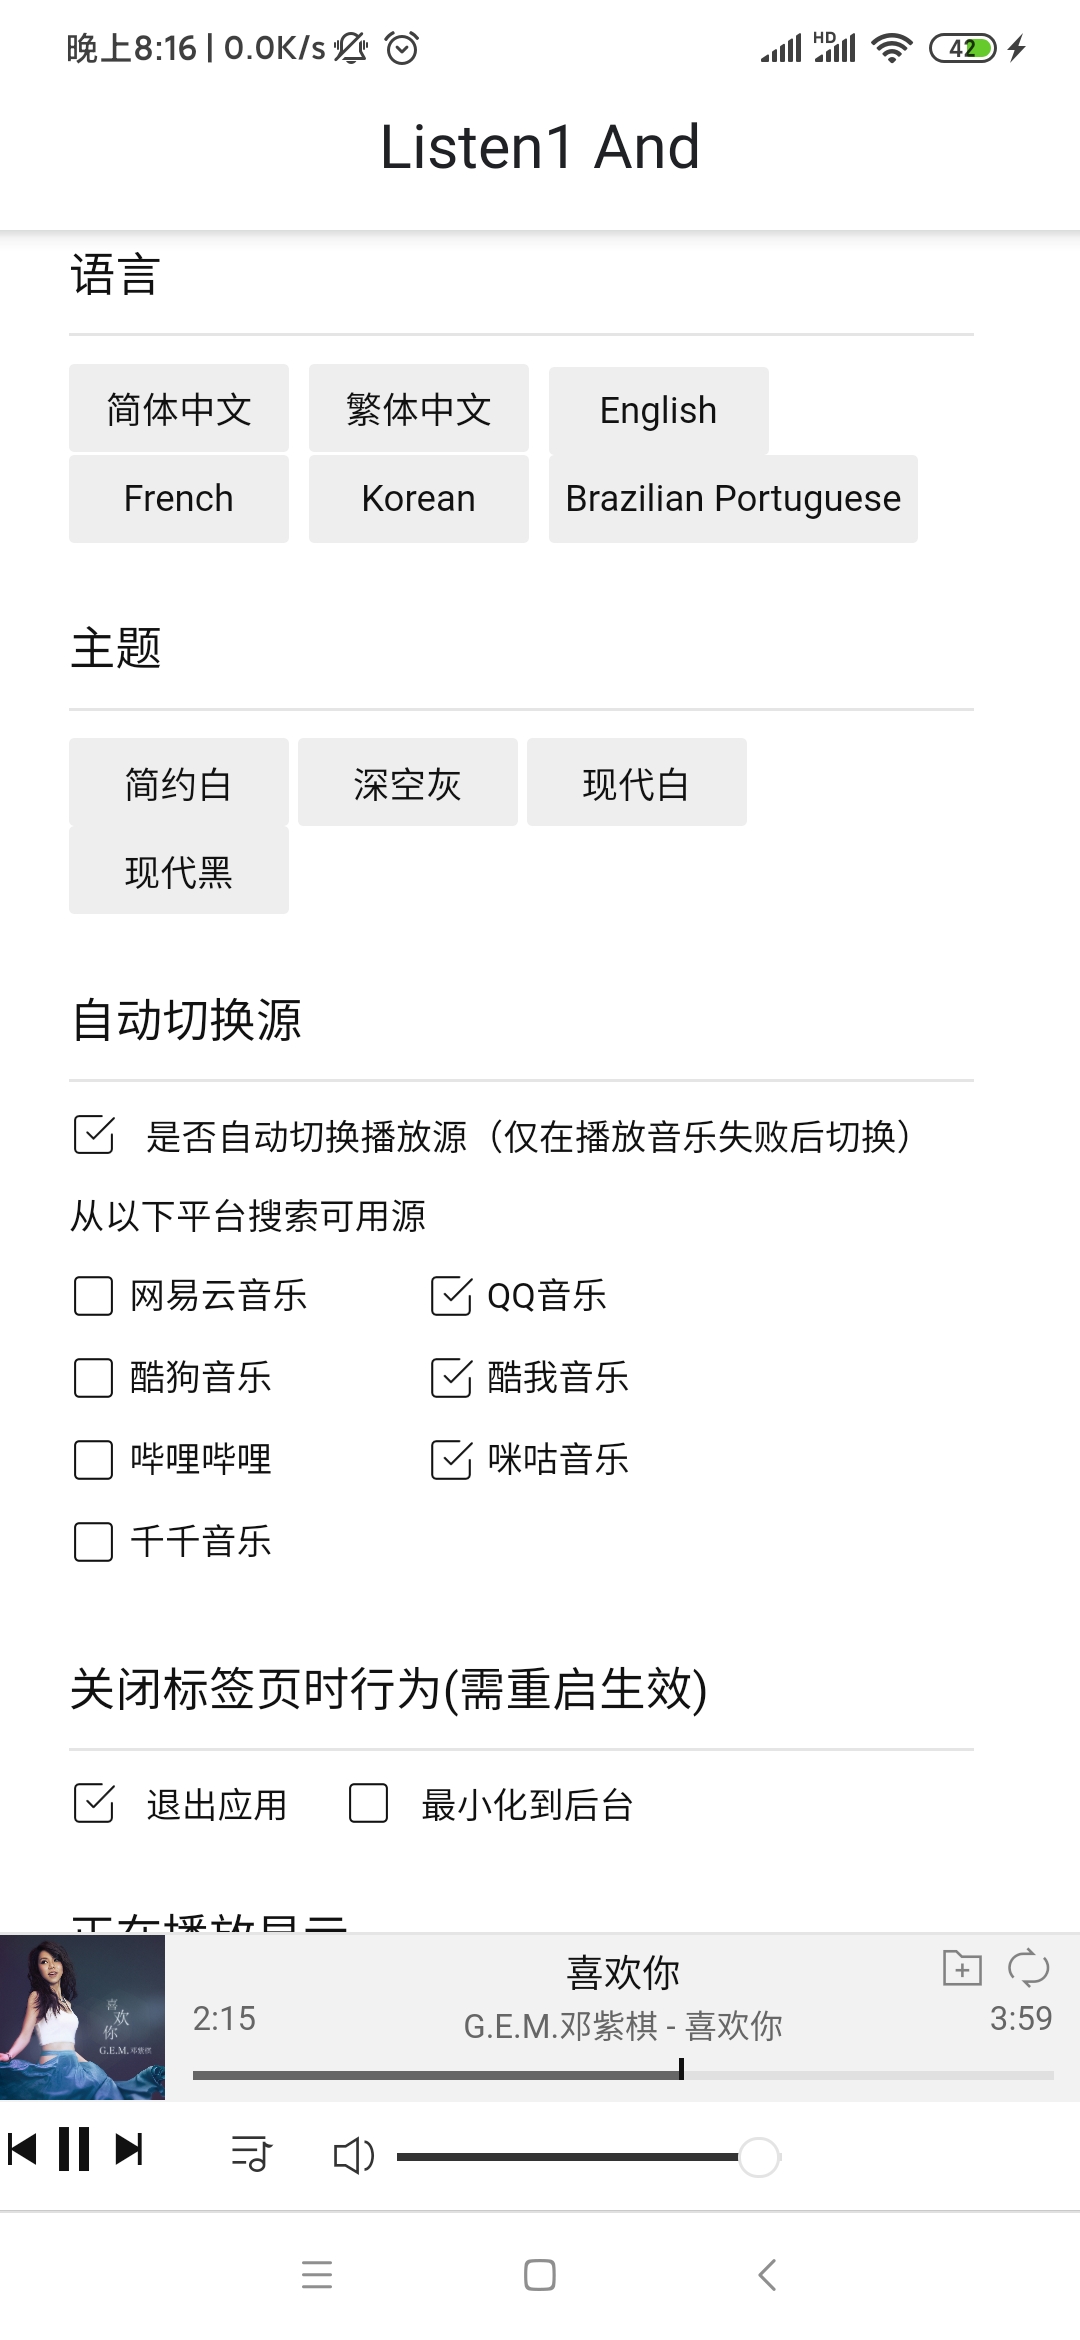 晚上8:16 | 0.0K/s
HD
42
Listen1 And
语言
简体中文 繁体中文 English
French Korean Brazilian Portuguese
主题
简约白 深空灰 现代白
现代黑
自动切换源
是否自动切换播放源（仅在播放音乐失败后切换）
从以下平台搜索可用源
网易云音乐 QQ音乐
酷狗音乐 酷我音乐
哔哩哔哩 咪咕音乐
千千音乐
关闭标签页时行为(需重启生效)
退出应用 最小化到后台
正在播放显示
喜欢你
G.E.M.邓紫棋
喜欢你
2:15 G.E.M.邓紫棋 - 喜欢你 3:59